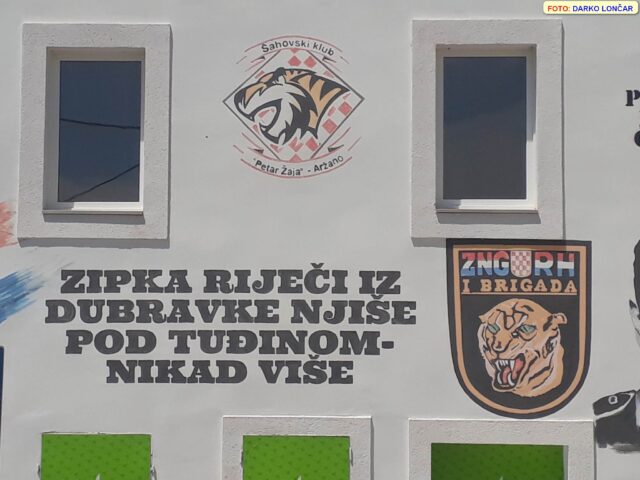 FOTO: DARKO LONČAR
Šahovski klub
"Petar Žaja" - Aržano
ZNG RH
I BRIGADA
ZIPKA RIJEČI IZ
DUBRAVKE NJIŠE
POD TUĐINOM-
NIKAD VIŠE